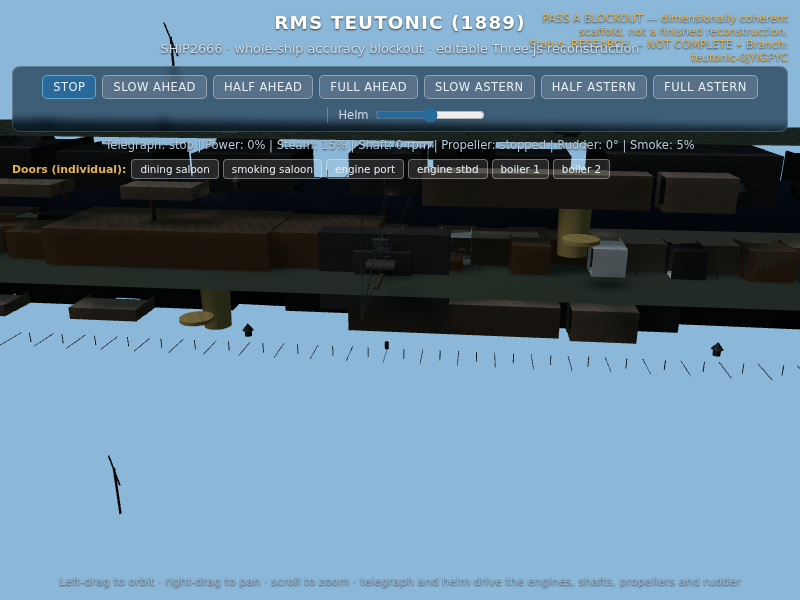 RMS TEUTONIC (1889)
SHIP2666 · whole-ship accuracy blockout · editable Three.js reconstruction
PASS A BLOCKOUT — dimensionally coherent
scaffold, not a finished reconstruction.
Status: RESEARCH — NOT COMPLETE • Branch:
teutonic-0JYIGPYC
STOP
SLOW AHEAD
HALF AHEAD
FULL AHEAD
SLOW ASTERN
HALF ASTERN
FULL ASTERN
Helm
Telegraph: stop | Power: 0% | Steam: 15% | Shaft: 0 rpm | Propeller: stopped | Rudder: 0° | Smoke: 5%
Doors (individual):
dining saloon
smoking saloon
engine port
engine stbd
boiler 1
boiler 2
Left-drag to orbit · right-drag to pan · scroll to zoom · telegraph and helm drive the engines, shafts, propellers and rudder